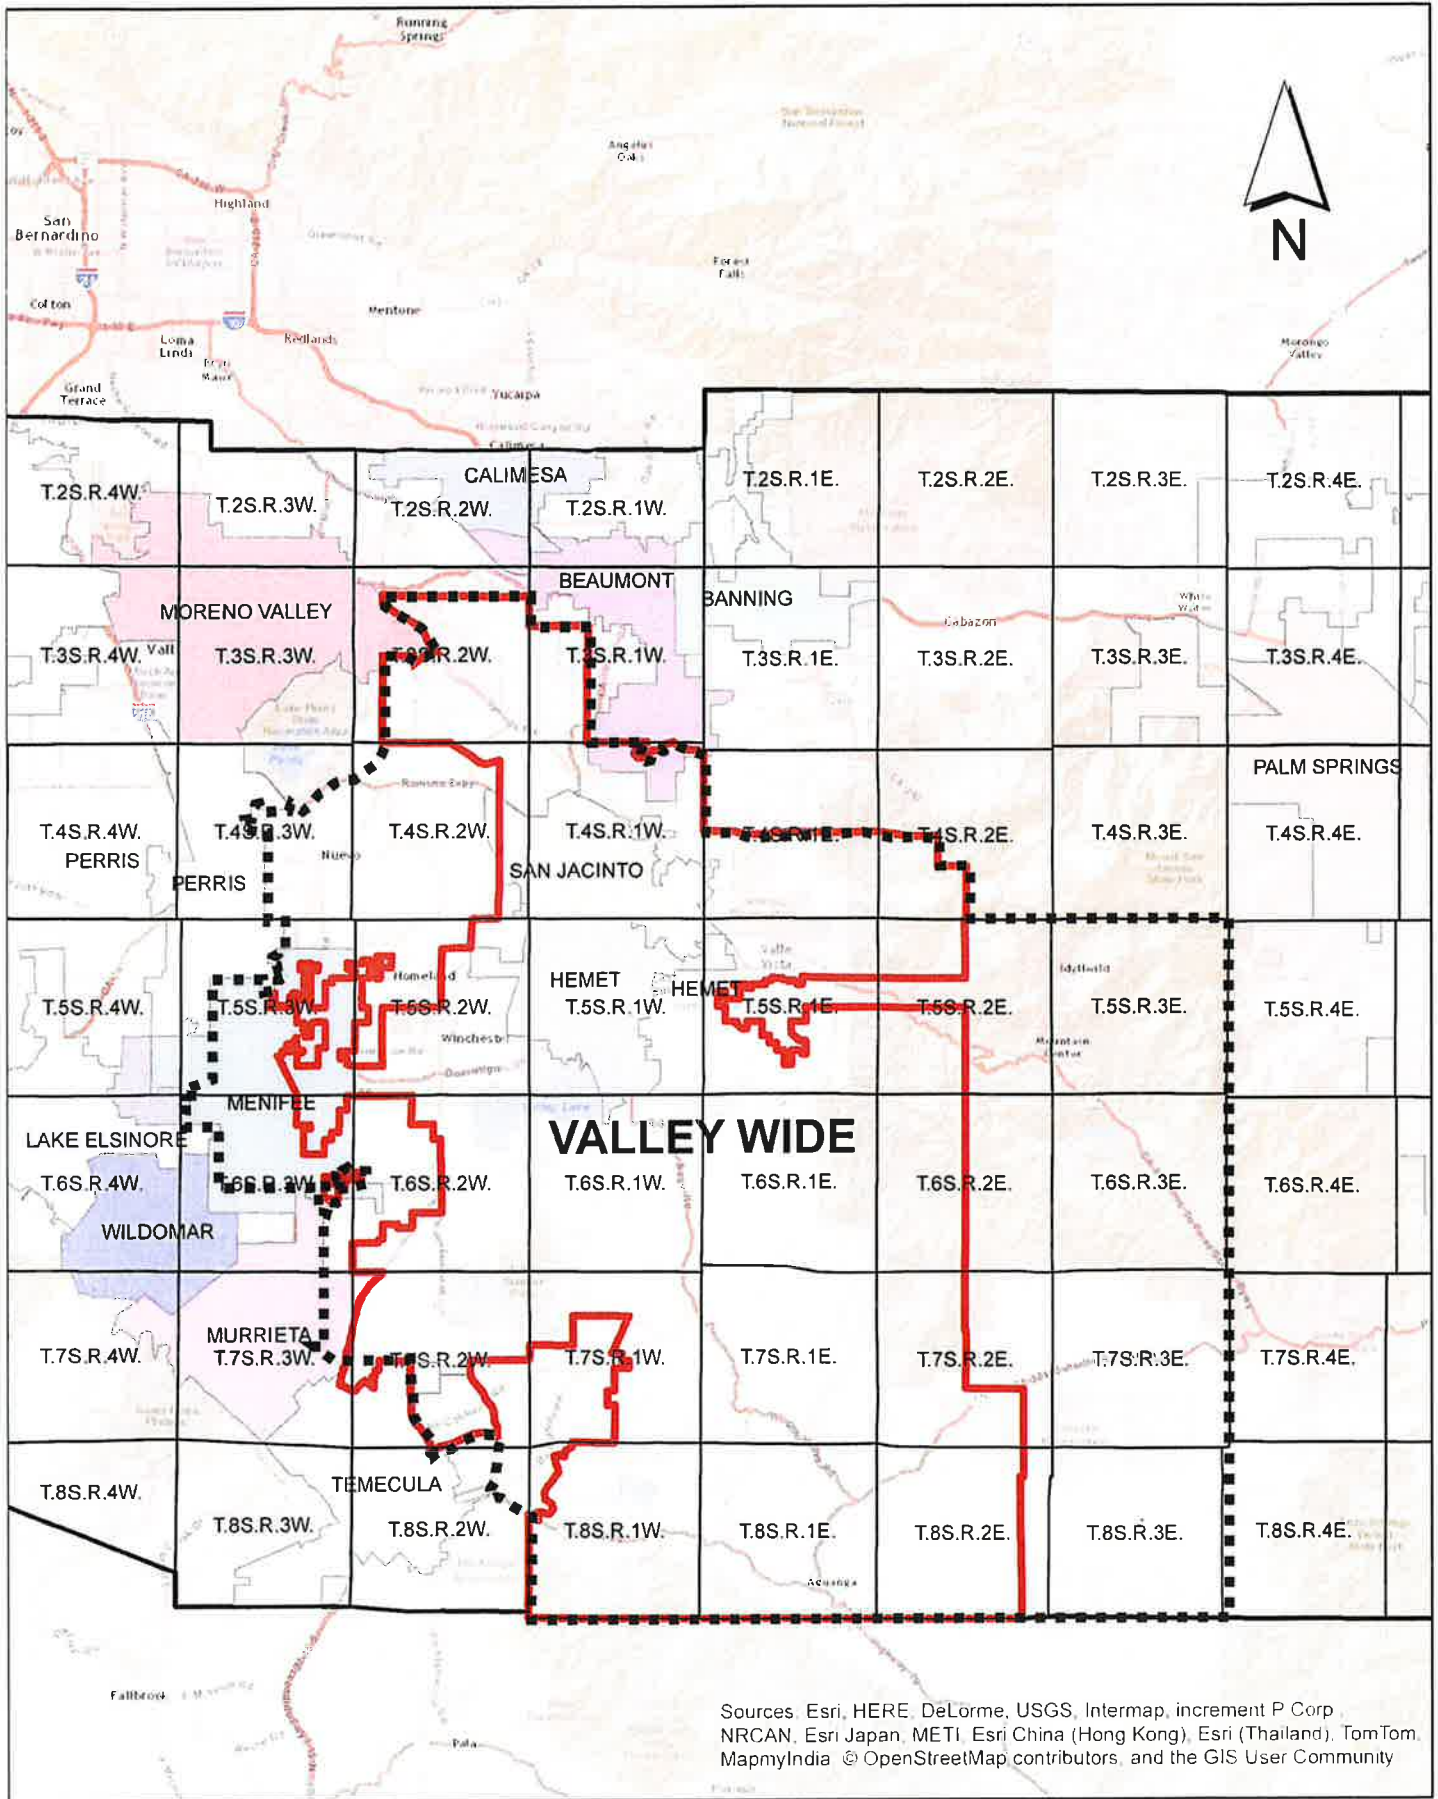 Running
Springs
Angelus
Oaks
San
Bernardino
Highland
Forest
Falls
N
Colton
Mentone
Loma
Linda
Redlands
Bryn
Mawr
Morongo
Valley
Grand
Terrace
Yucaipa
Calimesa
CALIMESA
T.2S.R.4W.
T.2S.R.3W.
T.2S.R.2W.
T.2S.R.1W.
T.2S.R.1E.
T.2S.R.2E.
T.2S.R.3E.
T.2S.R.4E.
BEAUMONT
BANNING
MORENO VALLEY
White
Water
Cabazon
T.3S.R.4W.
Vall
T.3S.R.3W.
T.3S.R.2W.
T.3S.R.1W.
T.3S.R.1E.
T.3S.R.2E.
T.3S.R.3E.
T.3S.R.4E.
PALM SPRINGS
Ramona Expy
T.4S.R.4W.
T.4S.R.3W.
T.4S.R.2W.
T.4S.R.1W.
T.4S.R.1E.
T.4S.R.2E.
T.4S.R.3E.
T.4S.R.4E.
PERRIS
Nuevo
PERRIS
SAN JACINTO
Valle
Vista
Homeland
HEMET
HEMET
Idyllwild
T.5S.R.4W.
T.5S.R.3W.
T.5S.R.2W.
T.5S.R.1W.
T.5S.R.1E.
T.5S.R.2E.
T.5S.R.3E.
T.5S.R.4E.
Winchest
Mountain
Center
MENIFEE
VALLEY WIDE
LAKE ELSINORE
T.6S.R.4W.
T.6S.R.3W.
T.6S.R.2W.
T.6S.R.1W.
T.6S.R.1E.
T.6S.R.2E.
T.6S.R.3E.
T.6S.R.4E.
WILDOMAR
MURRIETA
T.7S.R.4W.
T.7S.R.3W.
T.7S.R.2W.
T.7S.R.1W.
T.7S.R.1E.
T.7S.R.2E.
T.7S.R.3E.
T.7S.R.4E.
TEMECULA
T.8S.R.4W.
T.8S.R.3W.
T.8S.R.2W.
T.8S.R.1W.
T.8S.R.1E.
T.8S.R.2E.
T.8S.R.3E.
T.8S.R.4E.
Aguanga
Fallbrook
Pala
Sources: Esri, HERE, DeLorme, USGS, Intermap, increment P Corp.,
NRCAN, Esri Japan, METI, Esri China (Hong Kong), Esri (Thailand), TomTom,
MapmyIndia, © OpenStreetMap contributors, and the GIS User Community